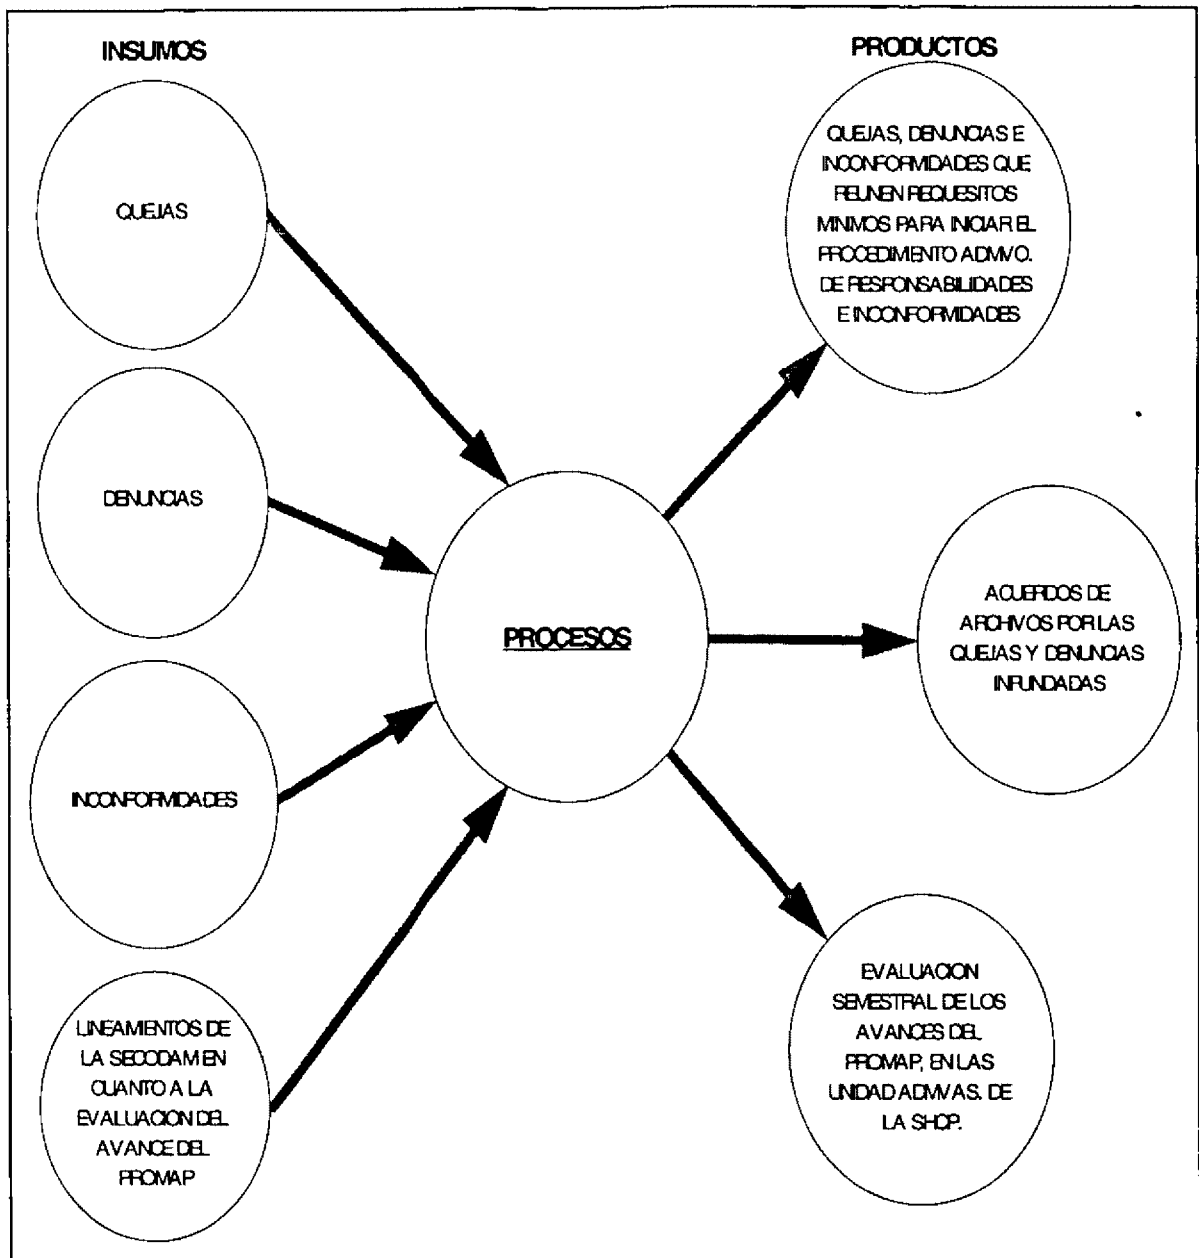 INSUMOS
QUEJAS
DENUNCIAS
INCONFORMIDADES
LINEAMIENTOS DE
LA SECODAM EN
CUANTO A LA
EVALUACION DEL
AVANCE DEL
PROMAP
PROCESOS
PRODUCTOS
QUEJAS, DENUNCIAS E
INCONFORMIDADES QUE
REUNEN REQUESITOS
MINIMOS PARA INICIAR EL
PROCEDIMIENTO ADMVO.
DE RESPONSABILIDADES
E INCONFORMIDADES
ACUERDOS DE
ARCHIVOS POR LAS
QUEJAS Y DENUNCIAS
INFUNDADAS
EVALUACION
SEMESTRAL DE LOS
AVANCES DEL
PROMAP, EN LAS
UNIDAD ADMVAS. DE
LA SHCP.